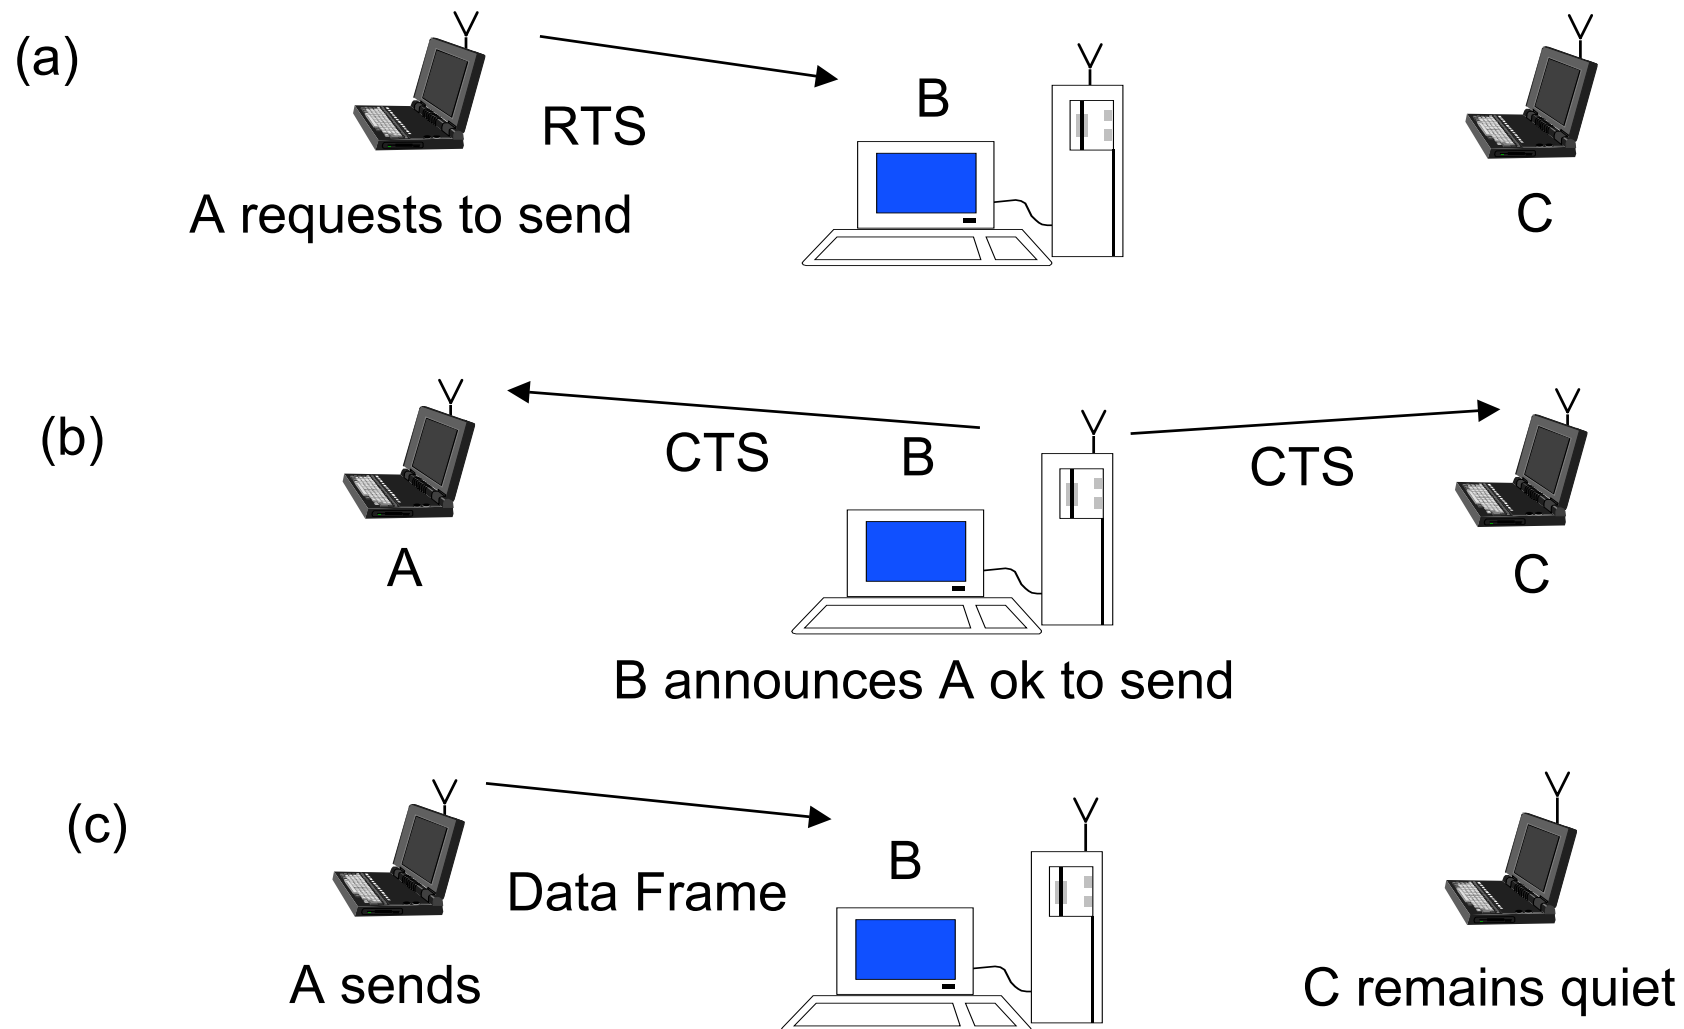 (a)
RTS
B
A requests to send
C
(b)
CTS
B
CTS
A
C
B announces A ok to send
(c)
B
Data Frame
A sends
C remains quiet